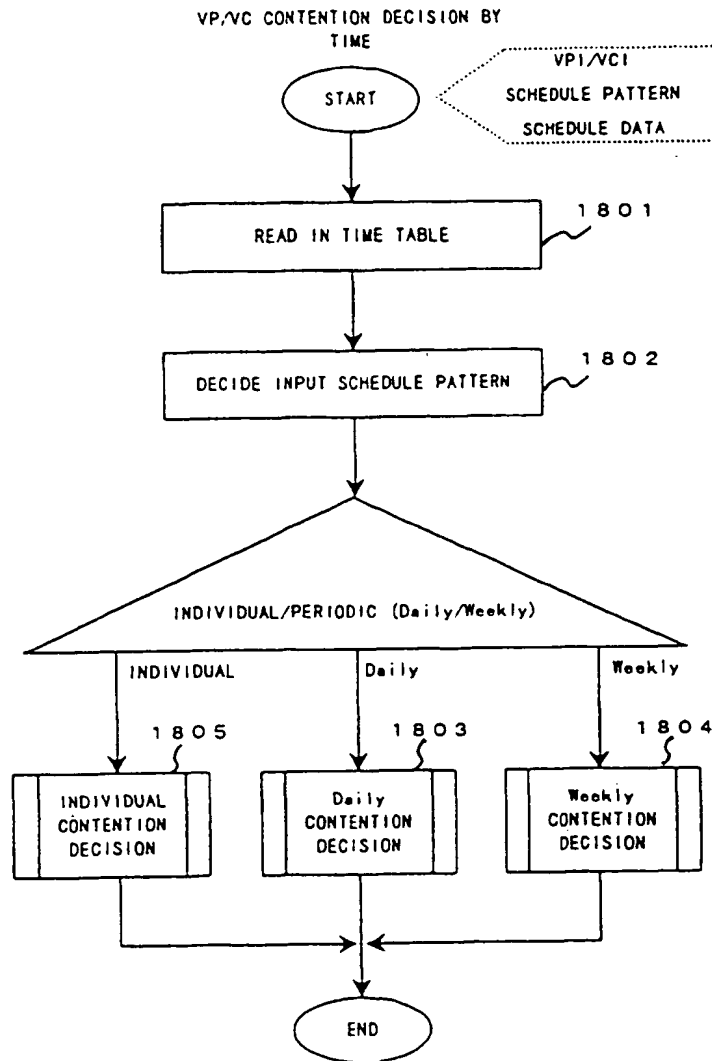 VP/VC CONTENTION DECISION BY
TIME
START
VPI/VCI
SCHEDULE PATTERN
SCHEDULE DATA
READ IN TIME TABLE
1801
DECIDE INPUT SCHEDULE PATTERN
1802
INDIVIDUAL/PERIODIC (Daily/Weekly)
INDIVIDUAL
Daily
Weekly
1805
INDIVIDUAL
CONTENTION
DECISION
1803
Daily
CONTENTION
DECISION
1804
Weekly
CONTENTION
DECISION
END